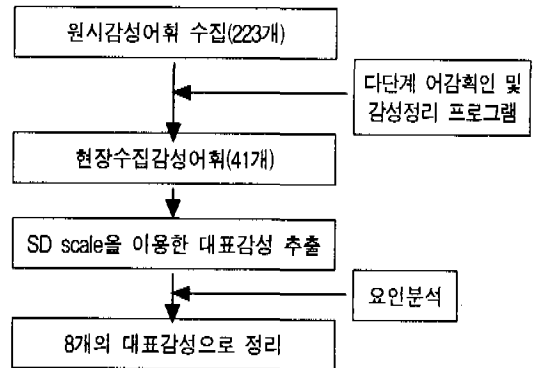 원시감성어휘 수집(223개)
다단계 어감확인 및
감성정리 프로그램
현장수집감성어휘(41개)
SD scale을 이용한 대표감성 추출
요인분석
8개의 대표감성으로 정리